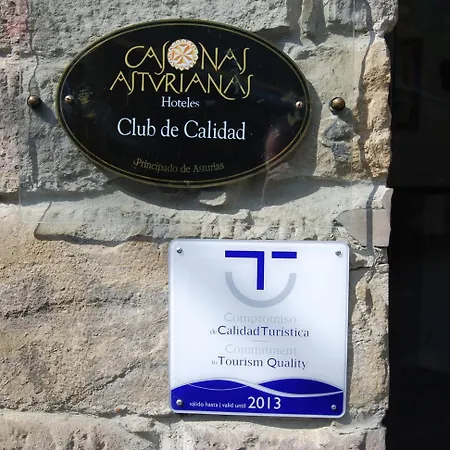 CASONAS
ASTVRIANAS
Hoteles
Club de Calidad
Principado de Asturias
Compromiso
de Calidad Turística
Commitment
to Tourism Quality
válido hasta | valid until 2013